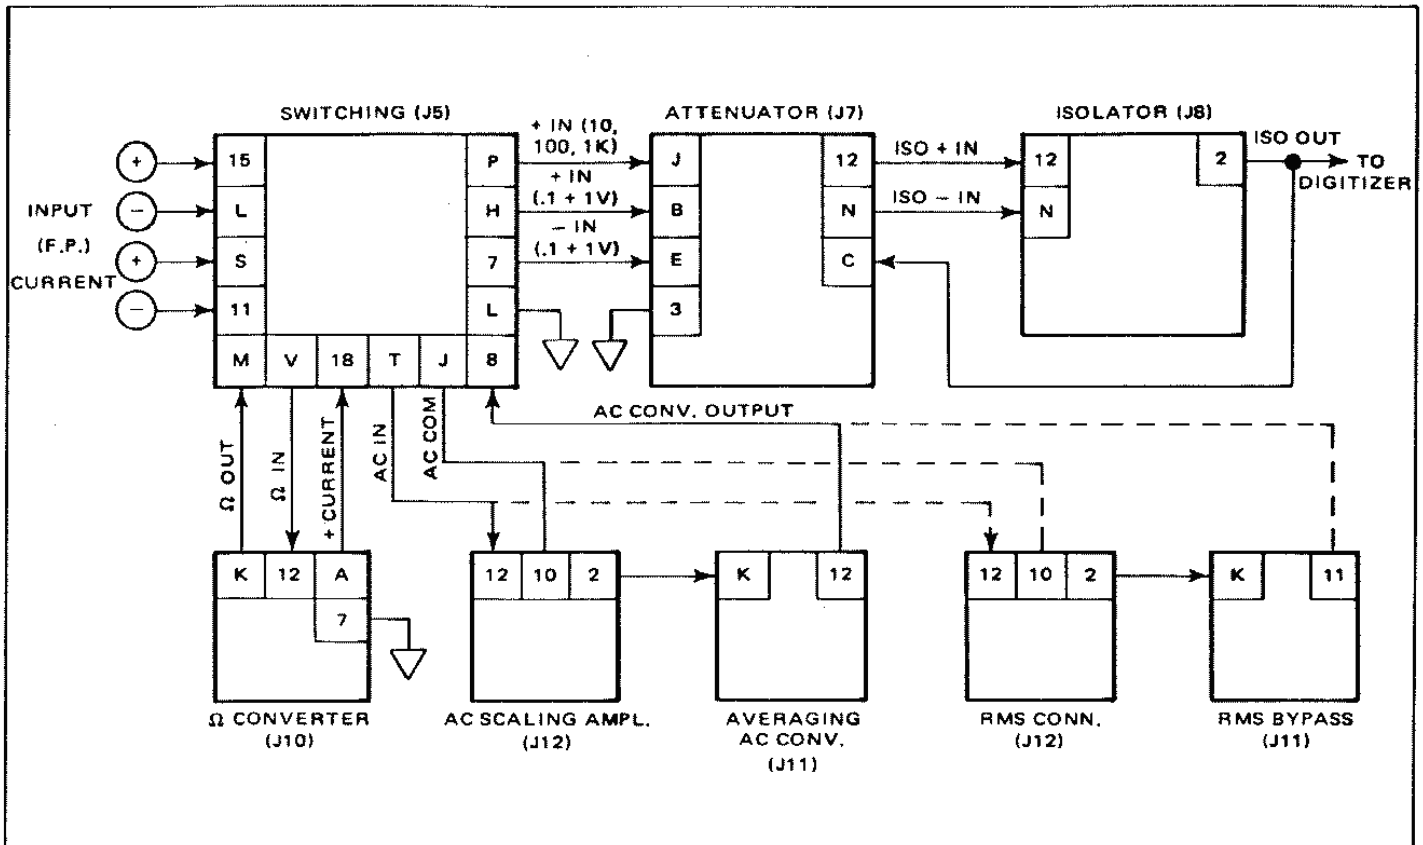 SWITCHING (J5)
ATTENUATOR (J7)
ISOLATOR (J8)
+ IN (10,
100, 1K)
+ IN
(.1 + 1V)
− IN
(.1 + 1V)
ISO + IN
ISO − IN
ISO OUT
TO
DIGITIZER
INPUT
(F.P.)
CURRENT
+
−
+
−
15
L
S
11
M
V
18
T
J
8
P
H
7
L
J
B
E
3
12
N
C
12
N
2
Ω OUT
Ω IN
+ CURRENT
AC IN
AC COM
AC CONV. OUTPUT
K
12
A
7
12
10
2
K
12
12
10
2
K
11
Ω CONVERTER
(J10)
AC SCALING AMPL.
(J12)
AVERAGING
AC CONV.
(J11)
RMS CONN.
(J12)
RMS BYPASS
(J11)